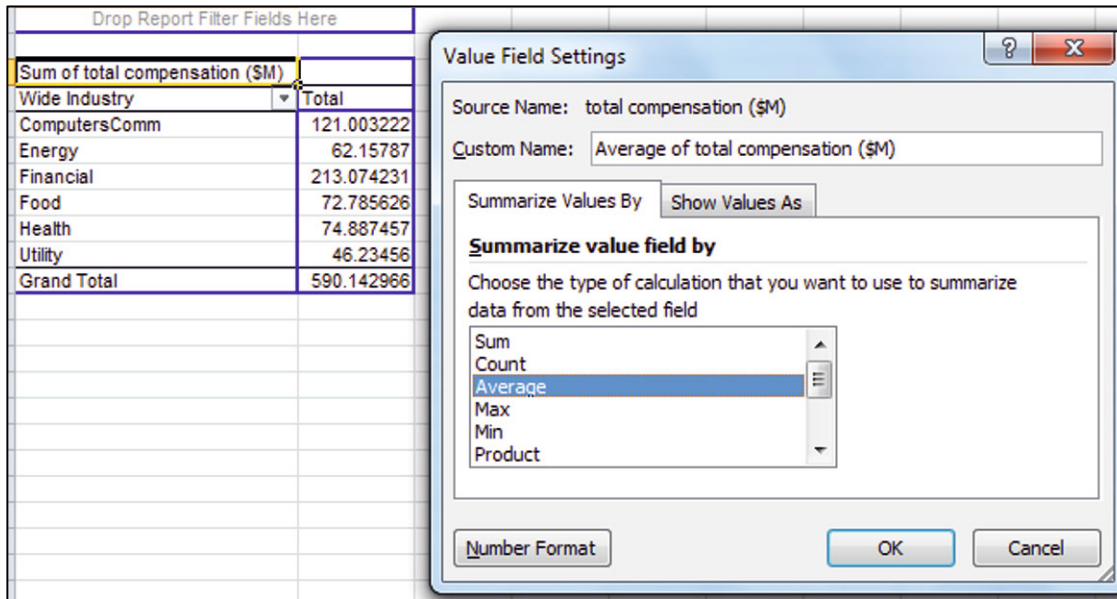 Drop Report Filter Fields Here
Sum of total compensation ($M)
Wide Industry Total
ComputersComm 121.003222
Energy 62.15787
Financial 213.074231
Food 72.785626
Health 74.887457
Utility 46.23456
Grand Total 590.142966
Value Field Settings
Source Name: total compensation ($M)
Custom Name: Average of total compensation ($M)
Summarize Values By Show Values As
Summarize value field by
Choose the type of calculation that you want to use to summarize
data from the selected field
Sum
Count
Average
Max
Min
Product
Number Format OK Cancel